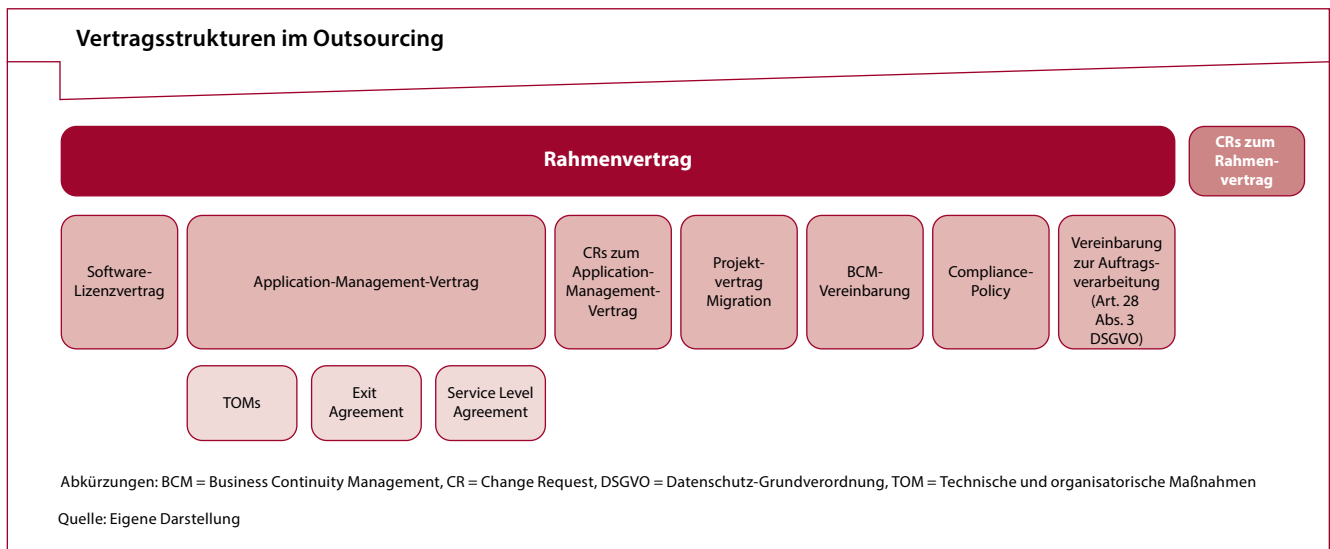 Vertragsstrukturen im Outsourcing
Rahmenvertrag
CRs zum
Rahmen-
vertrag
Software-
Lizenzvertrag
Application-Management-Vertrag
CRs zum
Application-
Management-
Vertrag
Projekt-
vertrag
Migration
BCM-
Vereinbarung
Compliance-
Policy
Vereinbarung
zur Auftrags-
verarbeitung
(Art. 28
Abs. 3
DSGVO)
TOMs
Exit
Agreement
Service Level
Agreement
Abkürzungen: BCM = Business Continuity Management, CR = Change Request, DSGVO = Datenschutz-Grundverordnung, TOM = Technische und organisatorische Maßnahmen
Quelle: Eigene Darstellung